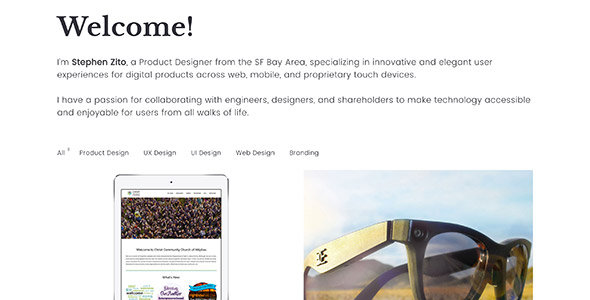 Welcome!
I'm Stephen Zito, a Product Designer from the SF Bay Area, specializing in innovative and elegant user
experiences for digital products across web, mobile, and proprietary touch devices.
I have a passion for collaborating with engineers, designers, and shareholders to make technology accessible
and enjoyable for users from all walks of life.
All Product Design UX Design UI Design Web Design Branding
Welcome to Christ Community Church of Milpitas
What's New